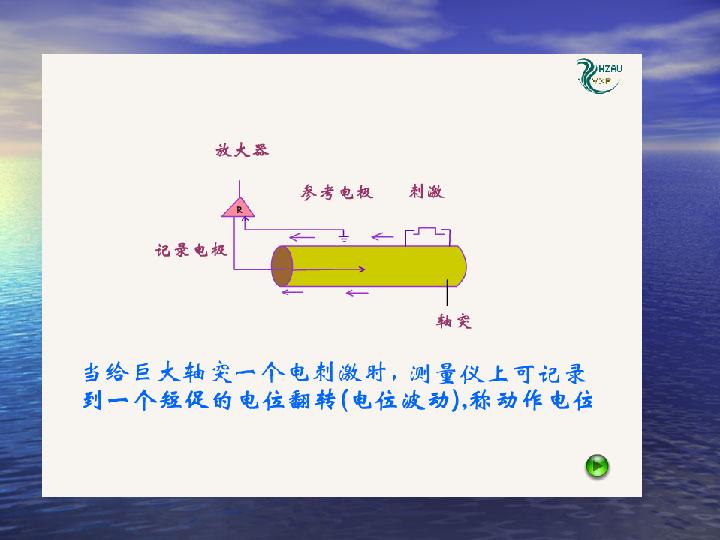 HZAU
放大器
参考电极
刺激
R
记录电极
轴突
当给巨大轴突一个电刺激时，测量仪上可记录
到一个短促的电位翻转(电位波动),称动作电位